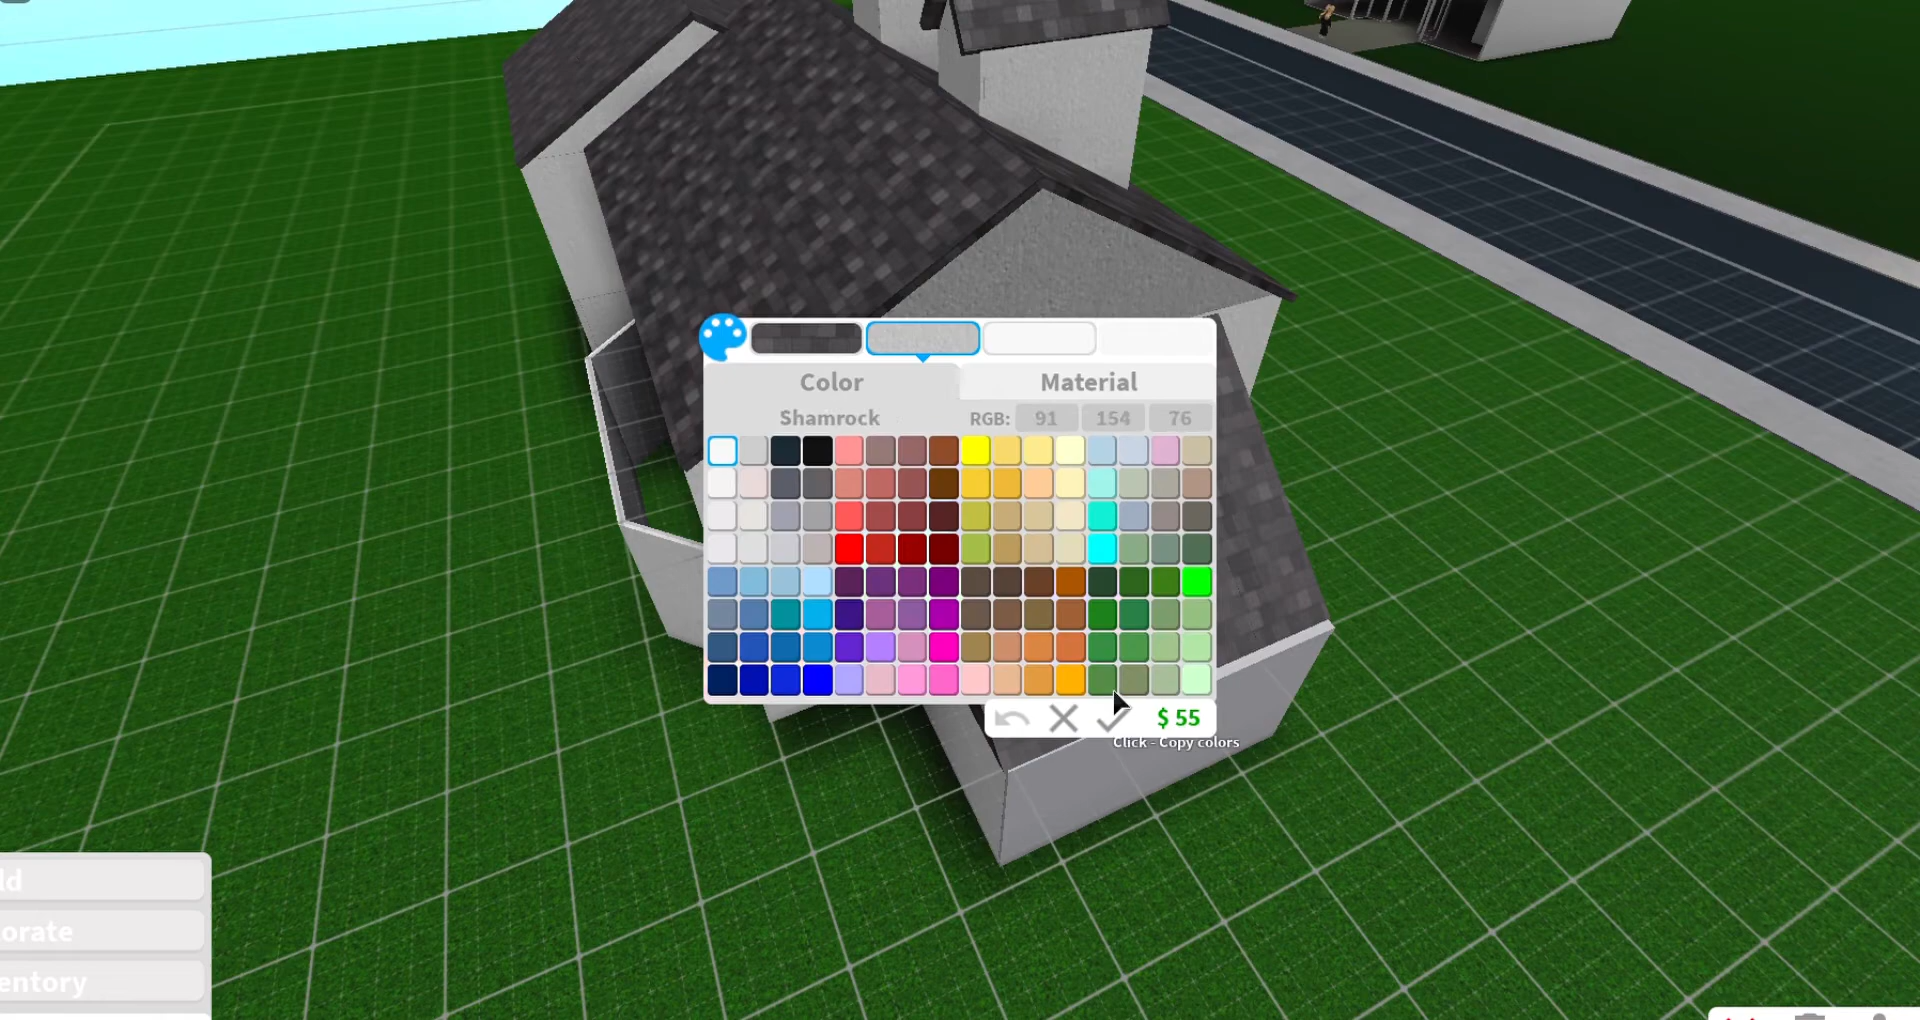 Color
Material
Shamrock
RGB: 91 154 76
$ 55
Click - Copy colors
ld
orate
entory